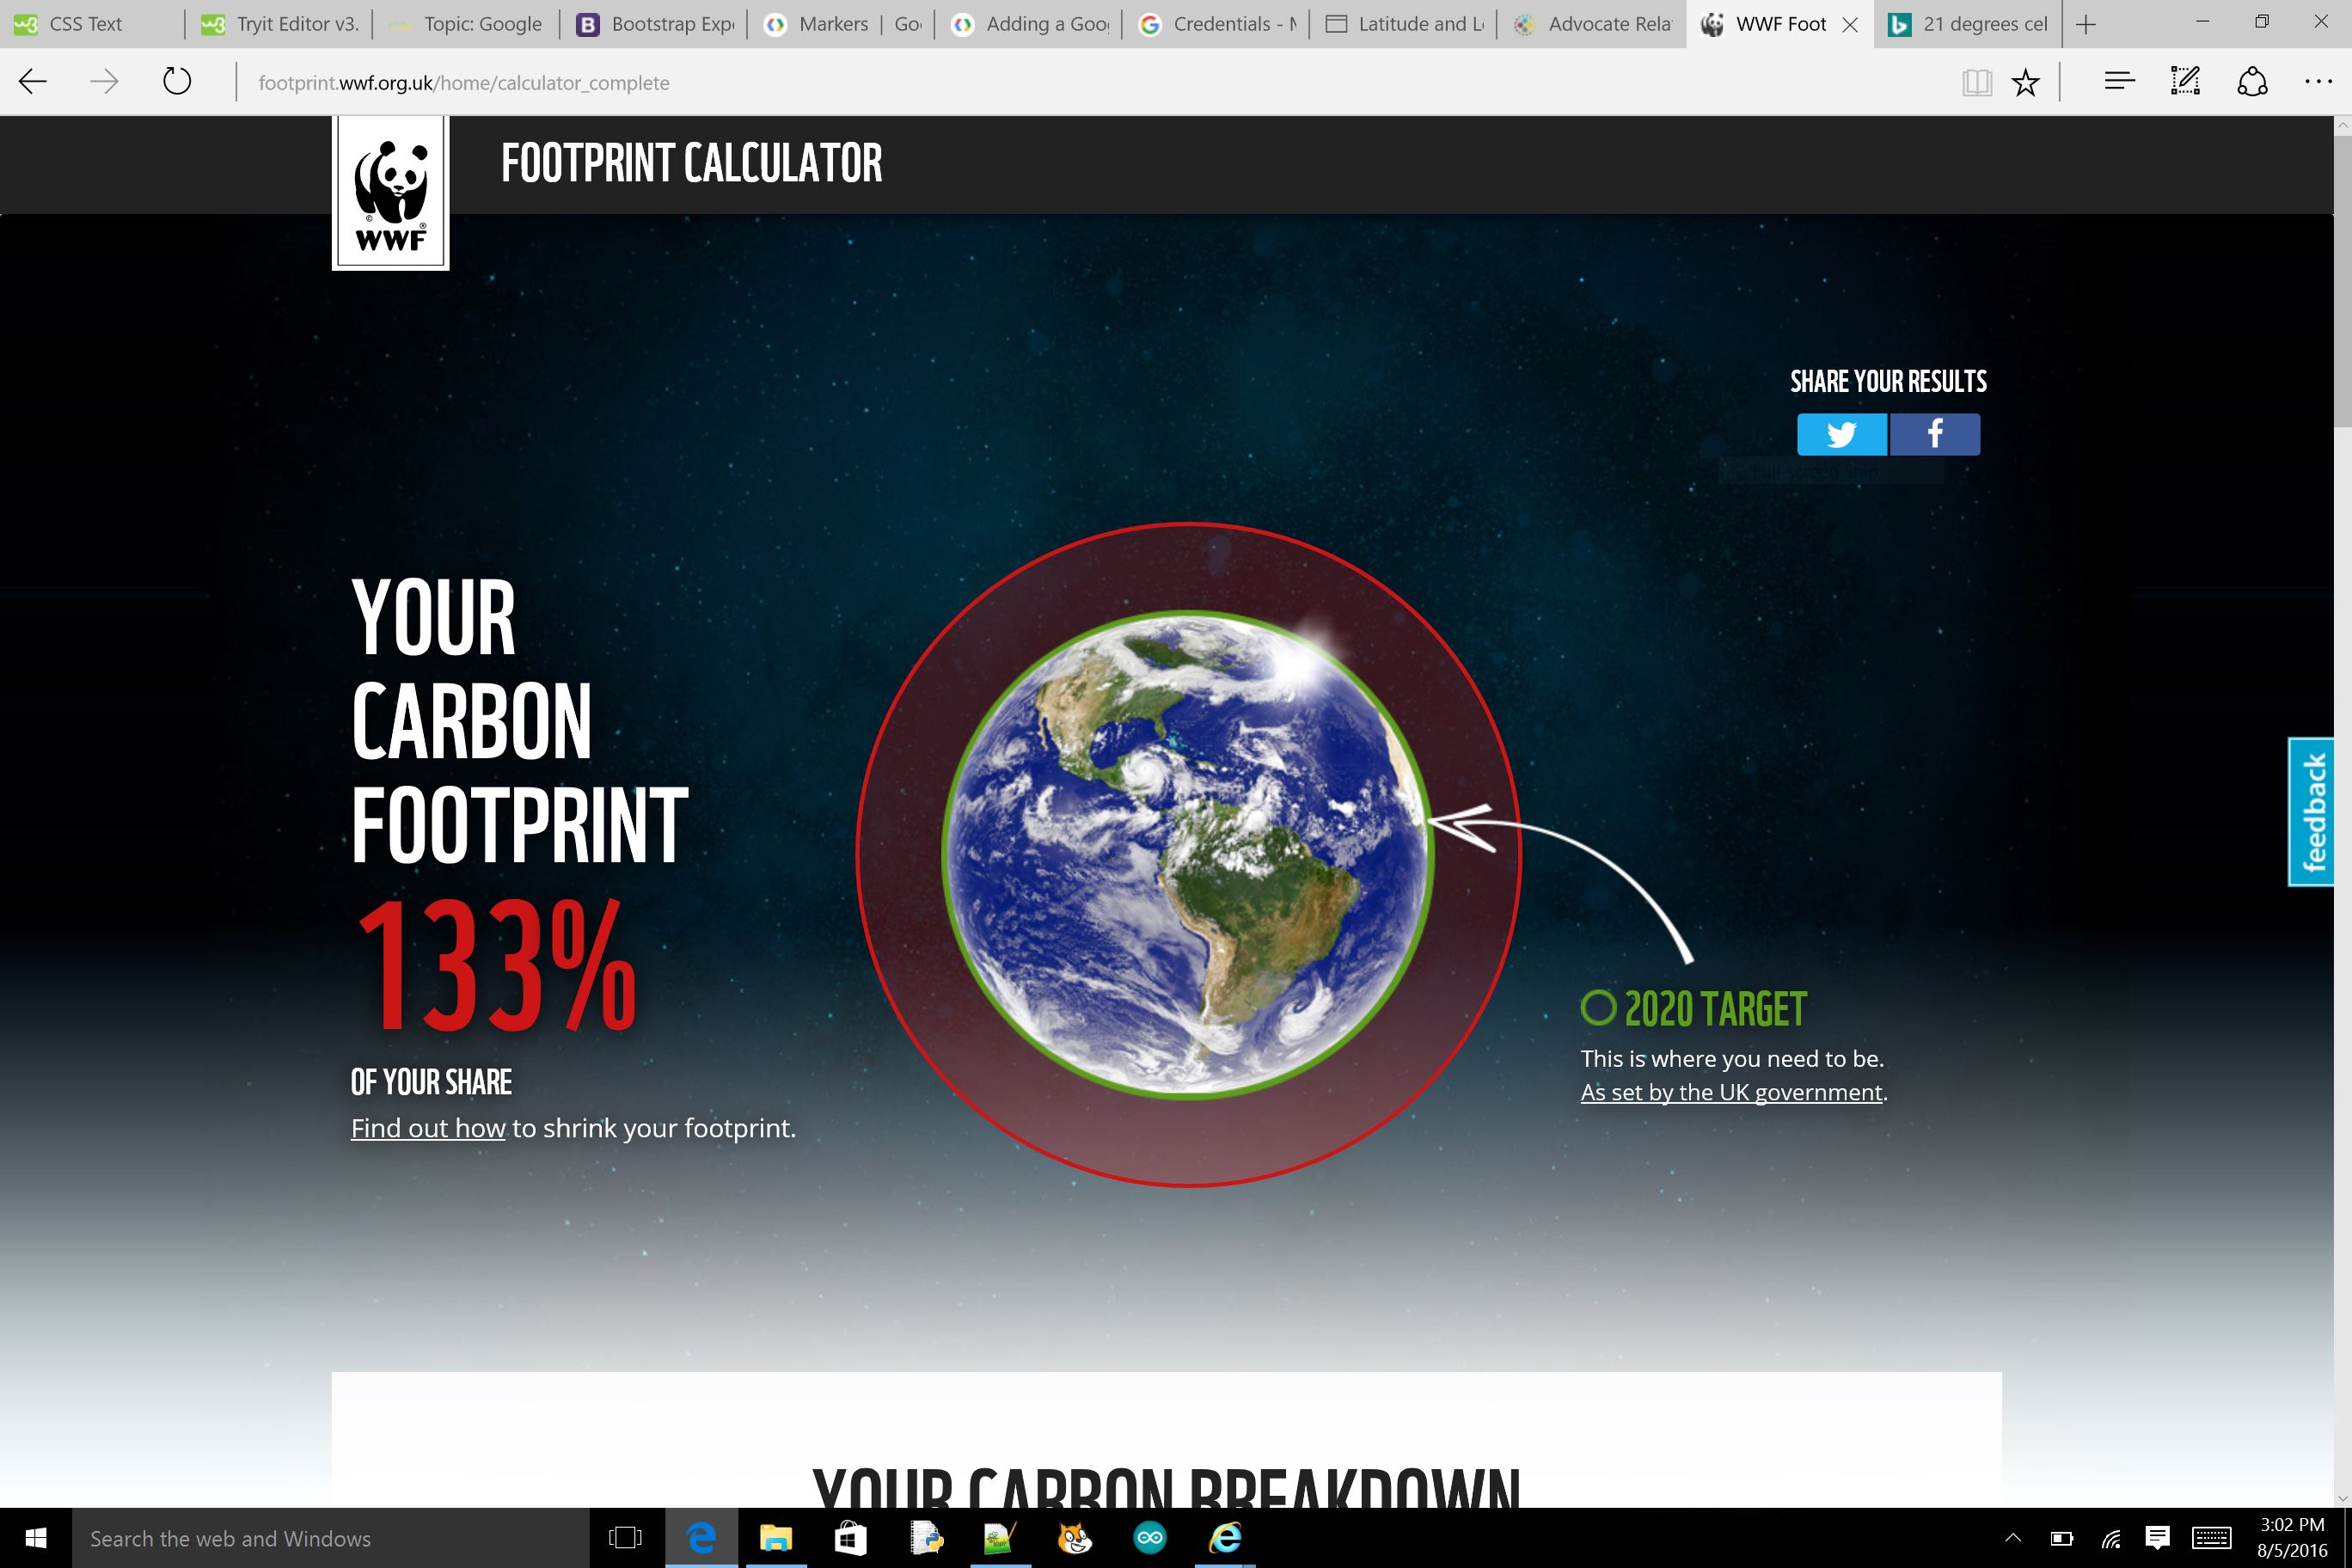 CSS Text
Tryit Editor v3.
Topic: Google
Bootstrap Exp
Markers | Go
Adding a Goo
Credentials - M
Latitude and L
Advocate Rela
WWF Foot
21 degrees cel
footprint.wwf.org.uk/home/calculator_complete
WWF
FOOTPRINT CALCULATOR
SHARE YOUR RESULTS
YOUR
CARBON
FOOTPRINT
133%
OF YOUR SHARE
Find out how to shrink your footprint.
2020 TARGET
This is where you need to be.
As set by the UK government.
feedback
YOUR CARBON BREAKDOWN
Search the web and Windows
3:02 PM
8/5/2016